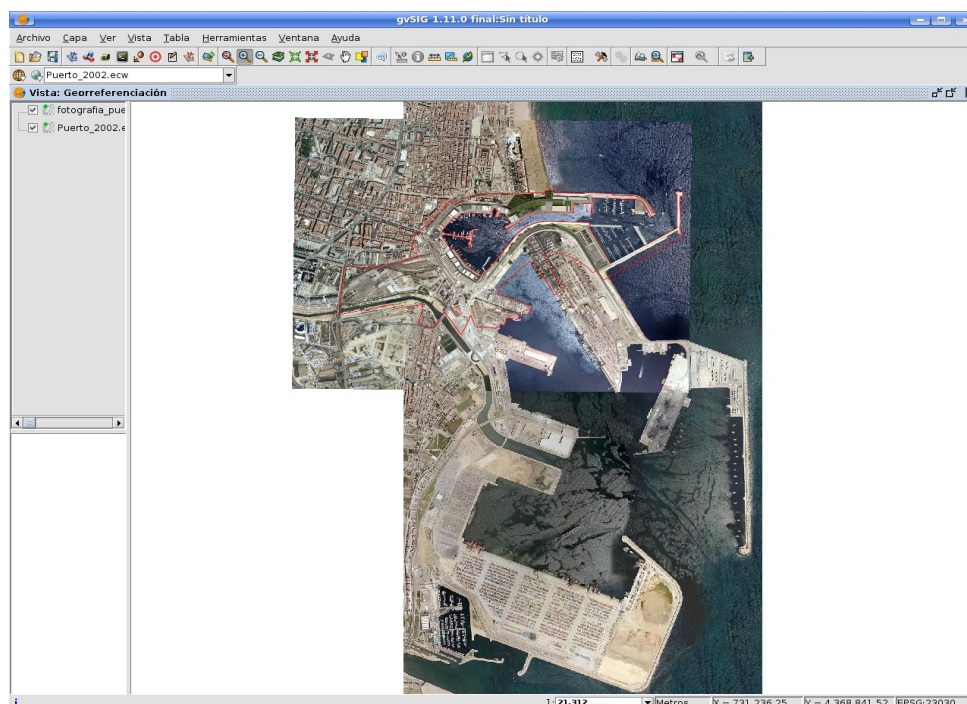 gvSIG 1.11.0 final:Sin título
Archivo Capa Ver Vista Tabla Herramientas Ventana Ayuda
Puerto_2002.ecw
Vista: Georreferenciación
fotografia_pue
Puerto_2002.e
1: 21.312 Metros X = 731.236,25 Y = 4.368.841,52 EPSG:23030